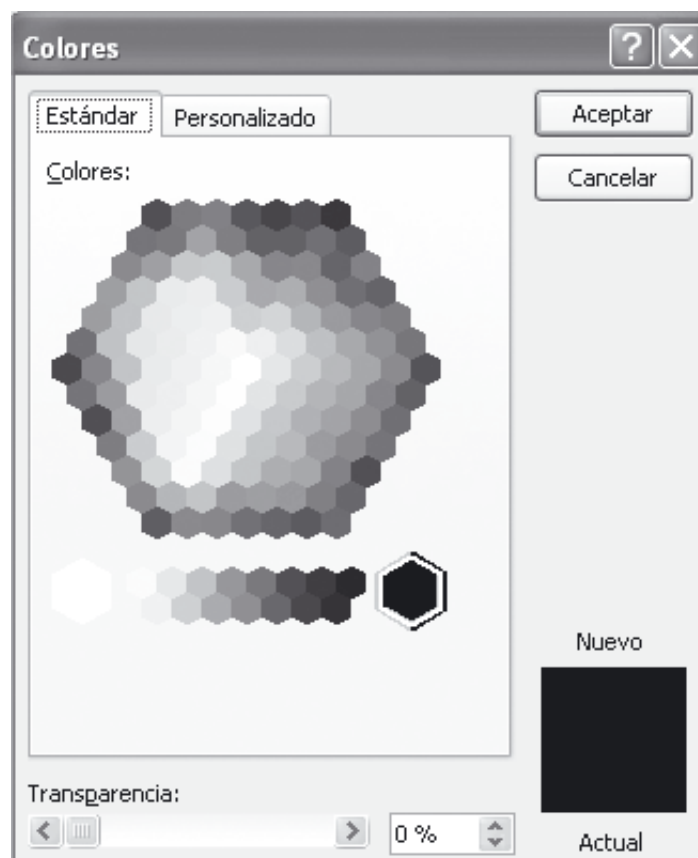 Colores
Estándar
Personalizado
Aceptar
Colores:
Cancelar
Nuevo
Transparencia:
0 %
Actual